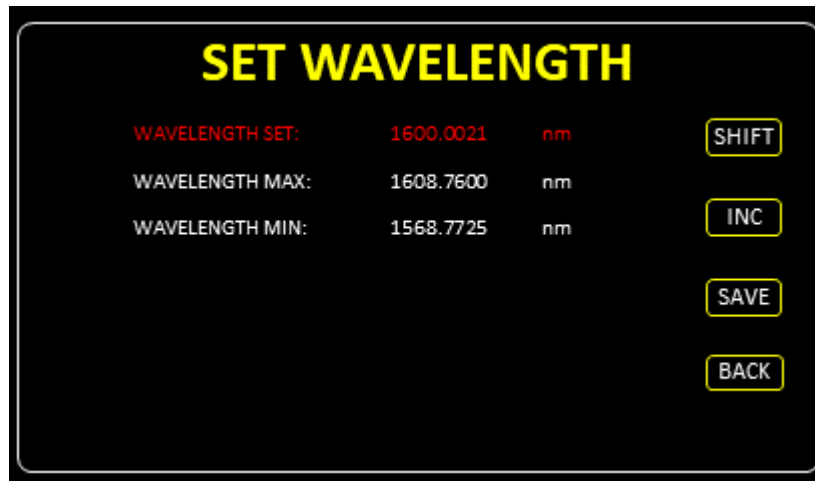 SET WAVELENGTH
WAVELENGTH SET: 1600.0021 nm
WAVELENGTH MAX: 1608.7600 nm
WAVELENGTH MIN: 1568.7725 nm
SHIFT
INC
SAVE
BACK